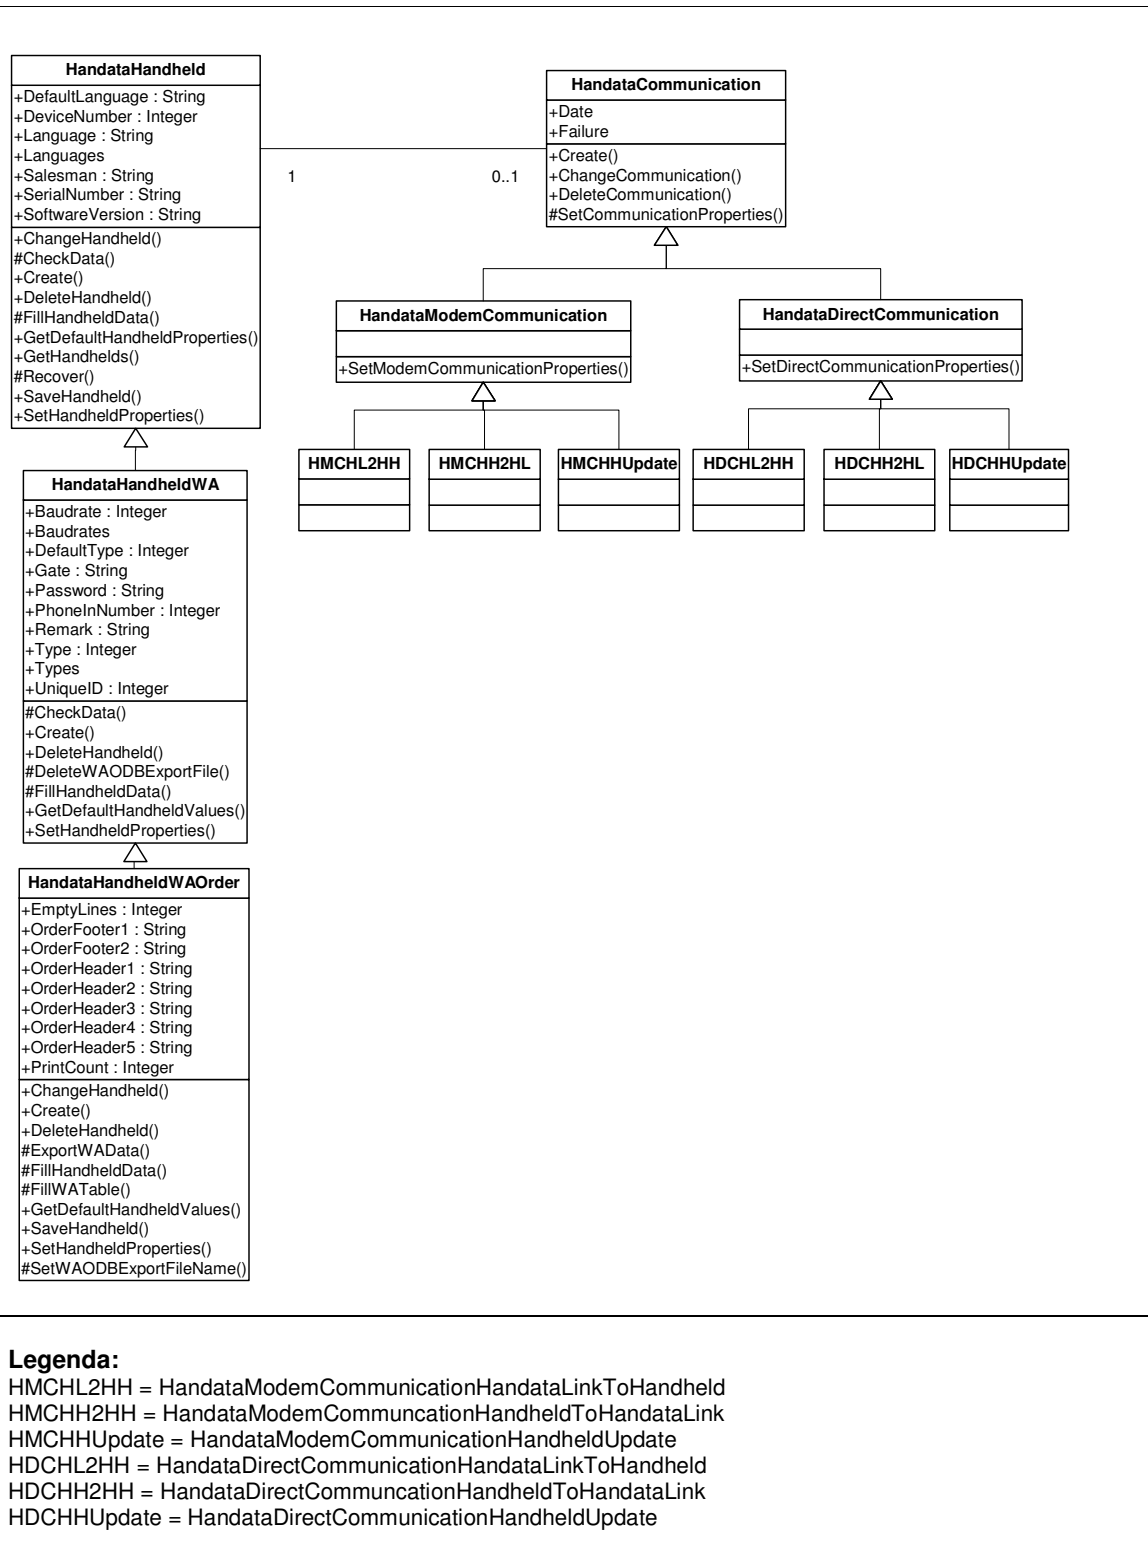 HandataHandheld
+DefaultLanguage : String
+DeviceNumber : Integer
+Language : String
+Languages
+Salesman : String
+SerialNumber : String
+SoftwareVersion : String
+ChangeHandheld()
#CheckData()
+Create()
+DeleteHandheld()
#FillHandheldData()
+GetDefaultHandheldProperties()
+GetHandhelds()
#Recover()
+SaveHandheld()
+SetHandheldProperties()
1
0..1
HandataCommunication
+Date
+Failure
+Create()
+ChangeCommunication()
+DeleteCommunication()
#SetCommunicationProperties()
HandataModemCommunication
+SetModemCommunicationProperties()
HandataDirectCommunication
+SetDirectCommunicationProperties()
HMCHL2HH
HMCHH2HL
HMCHHUpdate
HDCHL2HH
HDCHH2HL
HDCHHUpdate
HandataHandheldWA
+Baudrate : Integer
+Baudrates
+DefaultType : Integer
+Gate : String
+Password : String
+PhoneInNumber : Integer
+Remark : String
+Type : Integer
+Types
+UniqueID : Integer
#CheckData()
+Create()
+DeleteHandheld()
#DeleteWAODBExportFile()
#FillHandheldData()
+GetDefaultHandheldValues()
+SetHandheldProperties()
HandataHandheldWAOrder
+EmptyLines : Integer
+OrderFooter1 : String
+OrderFooter2 : String
+OrderHeader1 : String
+OrderHeader2 : String
+OrderHeader3 : String
+OrderHeader4 : String
+OrderHeader5 : String
+PrintCount : Integer
+ChangeHandheld()
+Create()
+DeleteHandheld()
#ExportWAData()
#FillHandheldData()
#FillWATable()
+GetDefaultHandheldValues()
+SaveHandheld()
+SetHandheldProperties()
#SetWAODBExportFileName()
Legenda:
HMCHL2HH = HandataModemCommunicationHandataLinkToHandheld
HMCHH2HH = HandataModemCommuncationHandheldToHandataLink
HMCHHUpdate = HandataModemCommunicationHandheldUpdate
HDCHL2HH = HandataDirectCommunicationHandataLinkToHandheld
HDCHH2HH = HandataDirectCommuncationHandheldToHandataLink
HDCHHUpdate = HandataDirectCommunicationHandheldUpdate